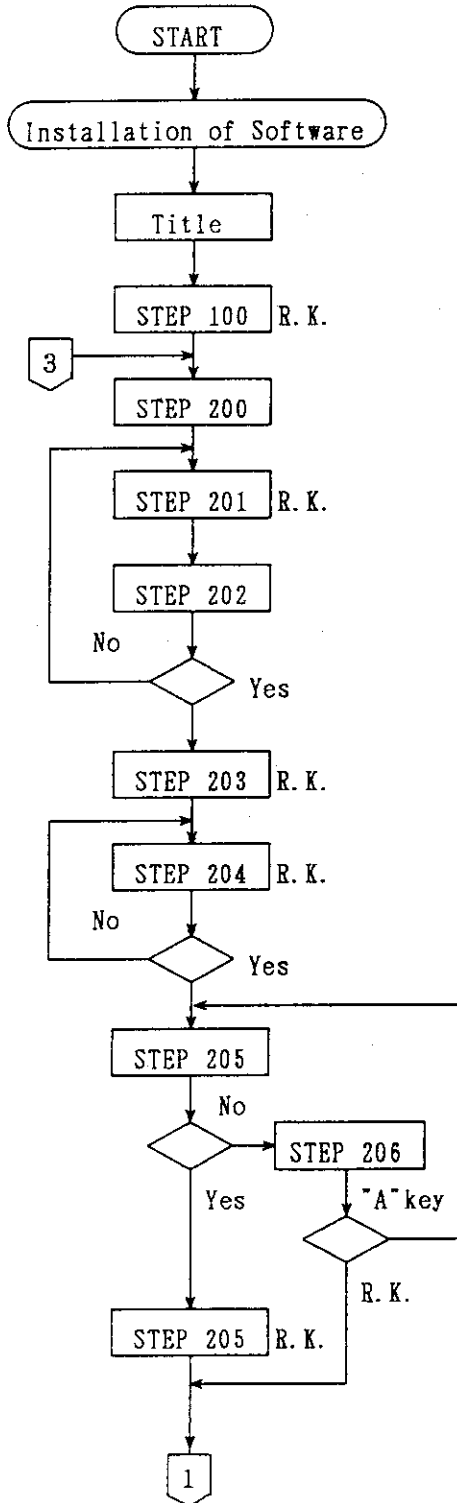 START
Installation of Software
Title
STEP 100 R.K.
3
STEP 200
STEP 201 R.K.
STEP 202
No
Yes
STEP 203 R.K.
STEP 204 R.K.
No
Yes
STEP 205
No
STEP 206
Yes
"A"key
R.K.
STEP 205 R.K.
1